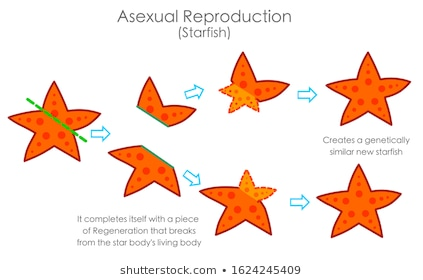 Asexual Reproduction
(Starfish)
Creates a genetically
similar new starfish
It completes itself with a piece
of Regeneration that breaks
from the star body's living body
shutterstock.com • 1624245409